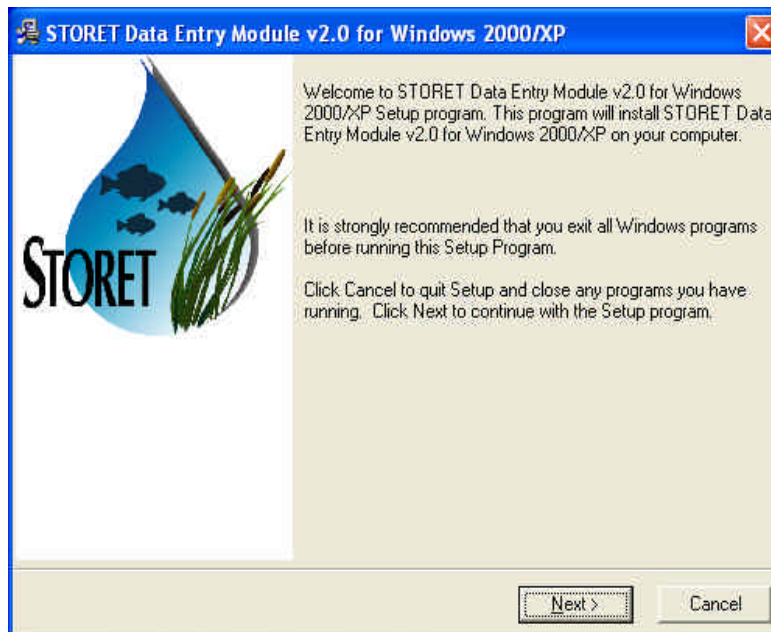 STORET Data Entry Module v2.0 for Windows 2000/XP
Welcome to STORET Data Entry Module v2.0 for Windows
2000/XP Setup program. This program will install STORET Data
Entry Module v2.0 for Windows 2000/XP on your computer.
It is strongly recommended that you exit all Windows programs
before running this Setup Program.
Click Cancel to quit Setup and close any programs you have
running. Click Next to continue with the Setup program.
STORET
Next >
Cancel